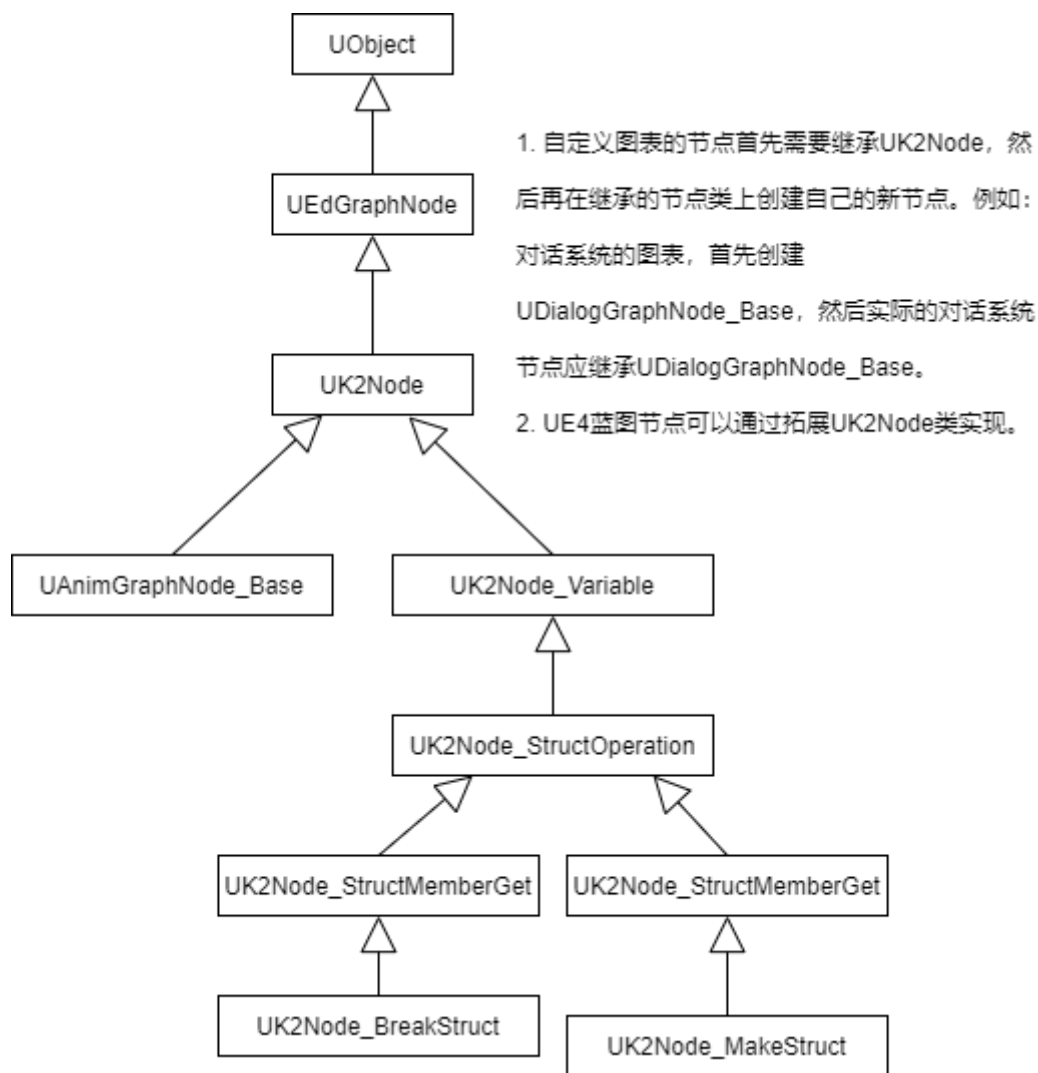 UObject
1. 自定义图表的节点首先需要继承UK2Node，然
后再在继承的节点类上创建自己的新节点。例如：
对话系统的图表，首先创建
UDialogGraphNode_Base，然后实际的对话系统
节点应继承UDialogGraphNode_Base。
2. UE4蓝图节点可以通过拓展UK2Node类实现。
UEdGraphNode
UK2Node
UAnimGraphNode_Base
UK2Node_Variable
UK2Node_StructOperation
UK2Node_StructMemberGet
UK2Node_StructMemberGet
UK2Node_BreakStruct
UK2Node_MakeStruct